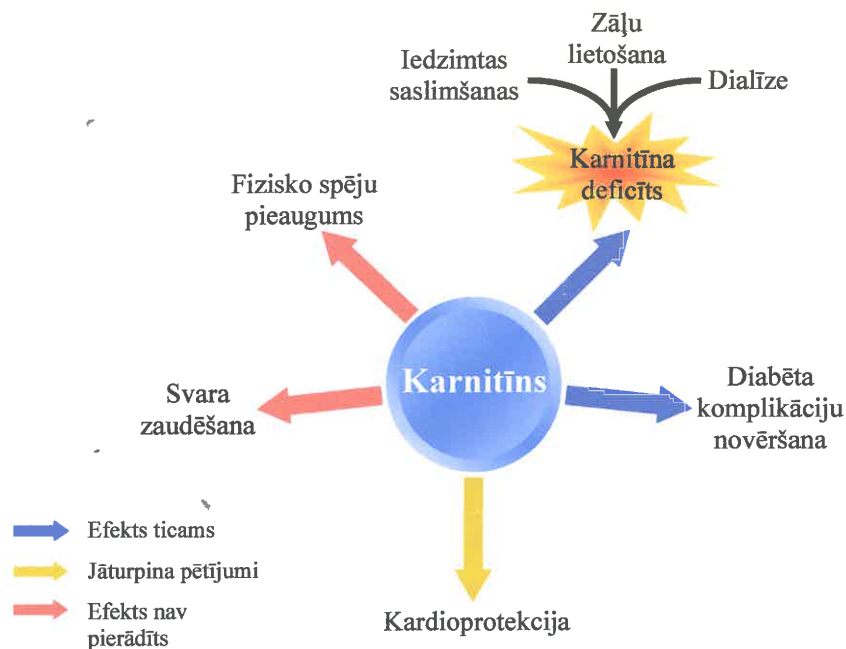 Zāļu
lietošana
Iedzimtas
saslimšanas
Dialīze
Karnitīna
deficīts
Fizisko spēju
pieaugums
Karnitīns
Svara
zaudēšana
Diabēta
komplikāciju
novēršana
Efekts ticams
Jāturpina pētījumi
Efekts nav
pierādīts
Kardioprotekcija